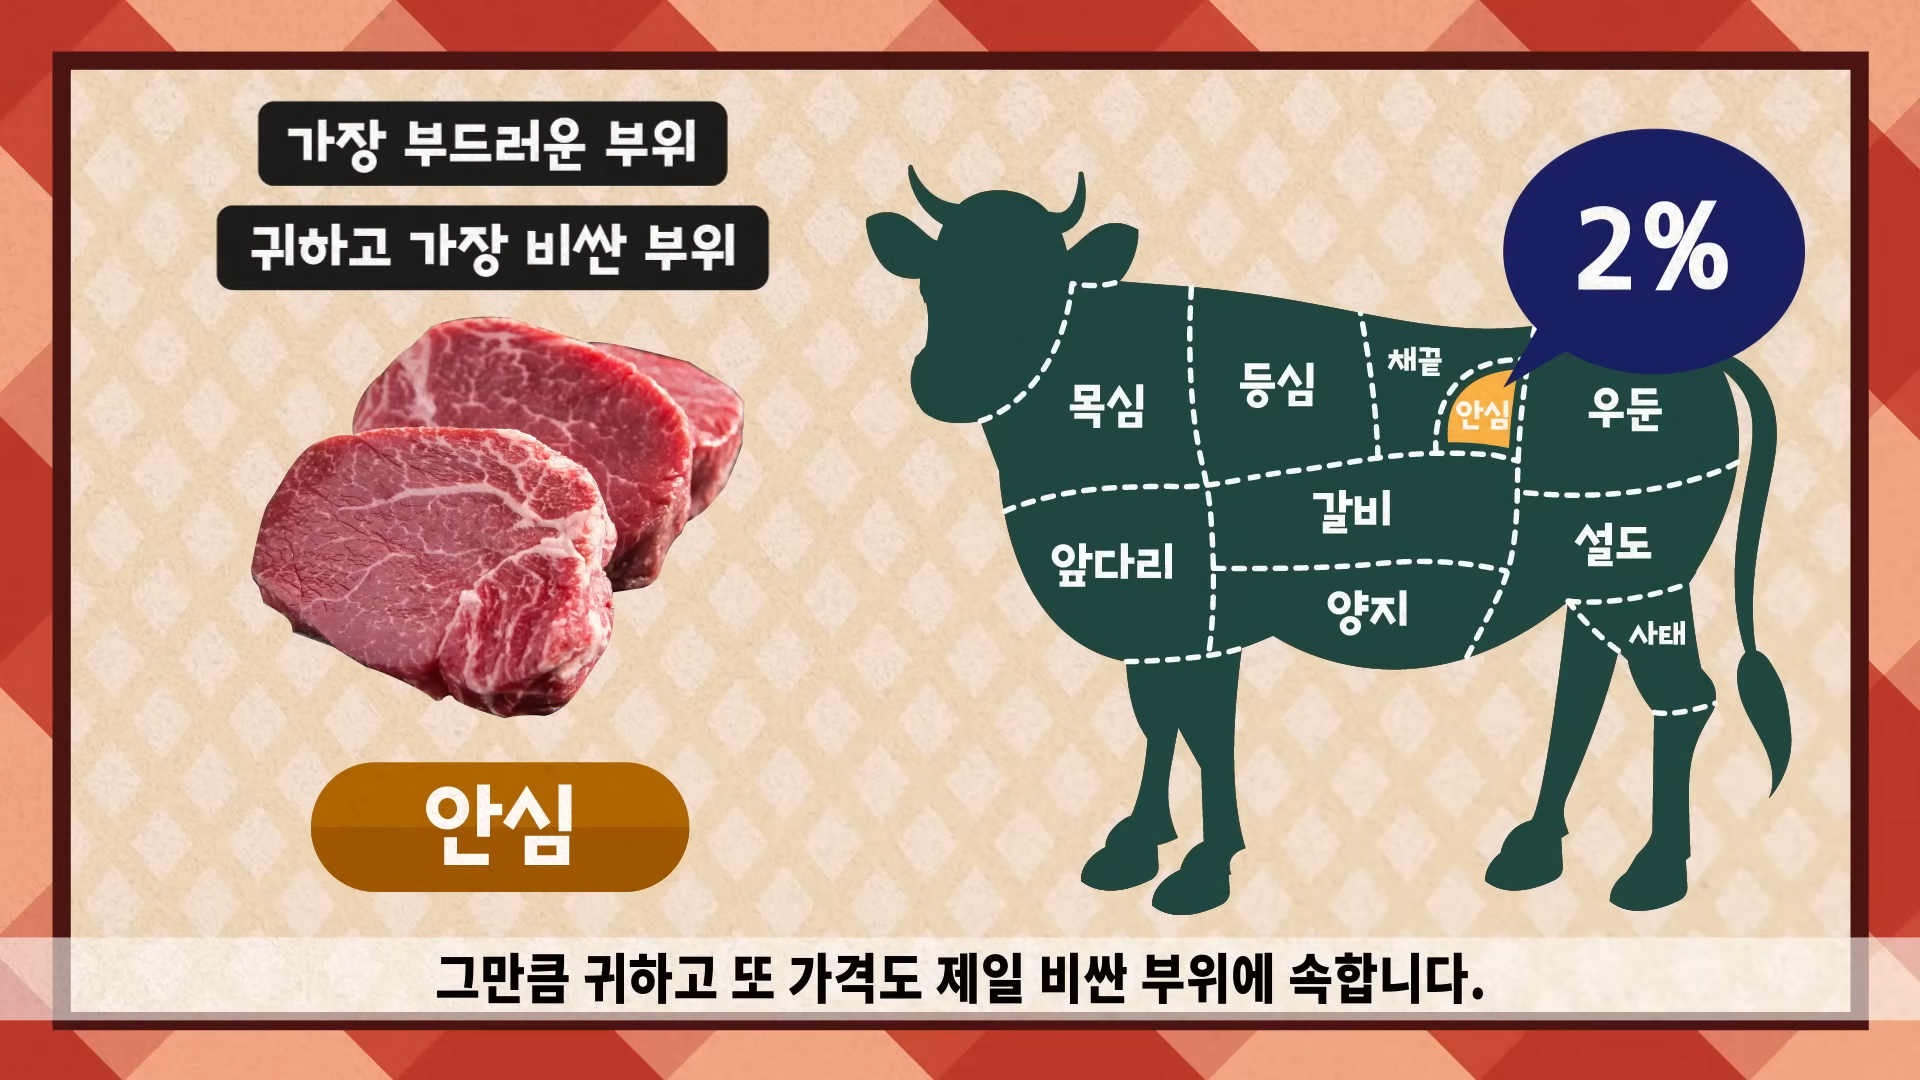 가장 부드러운 부위
귀하고 가장 비싼 부위
2%
채끝
등심
목심
안심
우둔
갈비
설도
앞다리
양지
사태
안심
그만큼 귀하고 또 가격도 제일 비싼 부위에 속합니다.